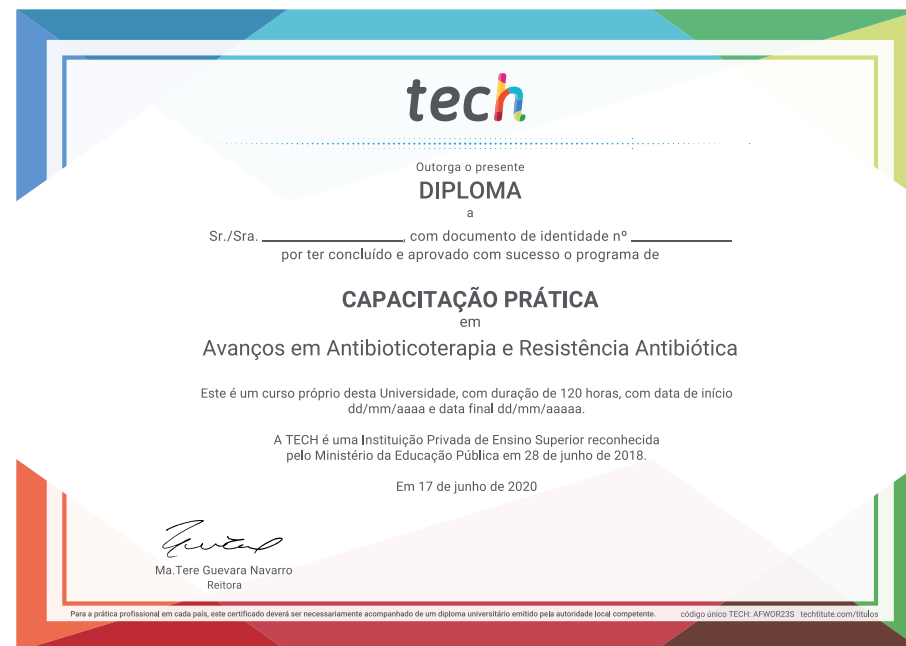 tech
Outorga o presente
DIPLOMA
a
Sr./Sra. _________________, com documento de identidade nº ____________
por ter concluído e aprovado com sucesso o programa de
CAPACITAÇÃO PRÁTICA
em
Avanços em Antibioticoterapia e Resistência Antibiótica
Este é um curso próprio desta Universidade, com duração de 120 horas, com data de início
dd/mm/aaaa e data final dd/mm/aaaaa.
A TECH é uma Instituição Privada de Ensino Superior reconhecida
pelo Ministério da Educação Pública em 28 de junho de 2018.
Em 17 de junho de 2020
Ma.Tere Guevara Navarro
Reitora
Para a prática profissional em cada país, este certificado deverá ser necessariamente acompanhado de um diploma universitário emitido pela autoridade local competente. código único TECH: AFWOR23S techtitute.com/titulos